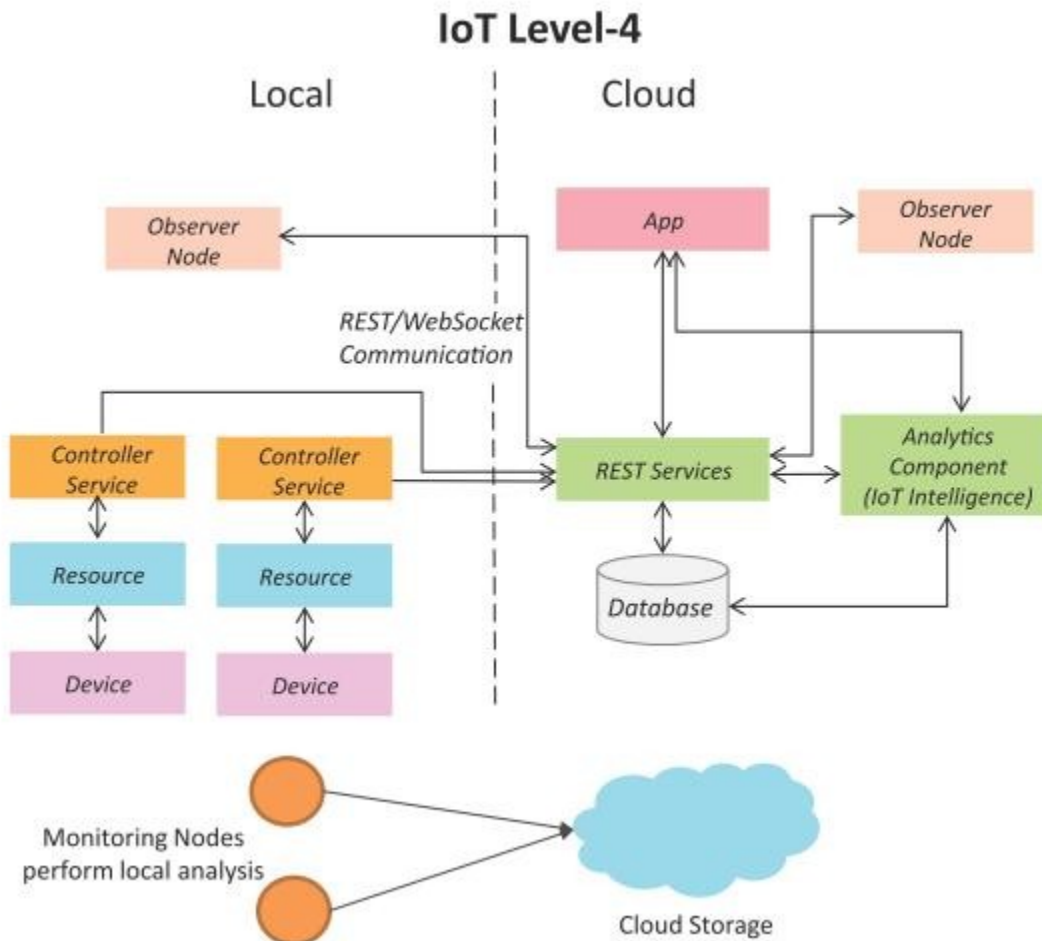 IoT Level-4
Local
Cloud
Observer
Node
App
Observer
Node
REST/WebSocket
Communication
Controller
Service
Controller
Service
REST Services
Analytics
Component
(IoT Intelligence)
Resource
Resource
Database
Device
Device
Monitoring Nodes
perform local analysis
Cloud Storage